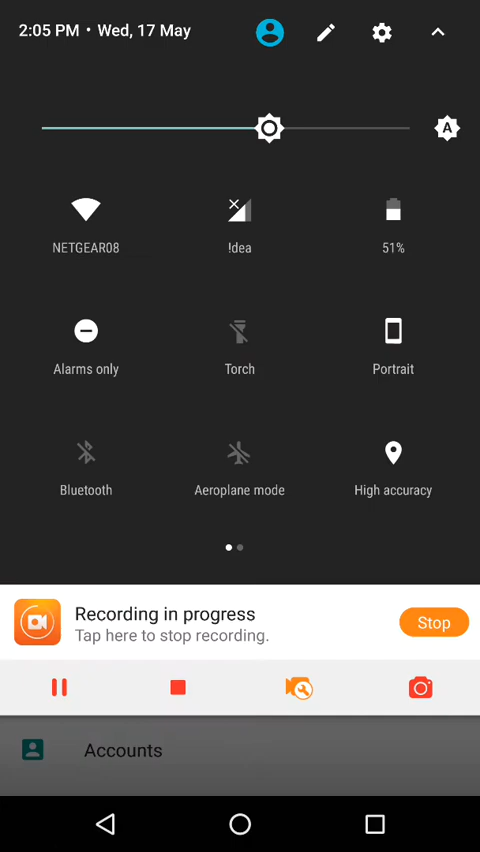 2:05 PM • Wed, 17 May
A
NETGEAR08
!dea
51%
Alarms only
Torch
Portrait
Bluetooth
Aeroplane mode
High accuracy
Recording in progress
Stop
Tap here to stop recording.
Accounts